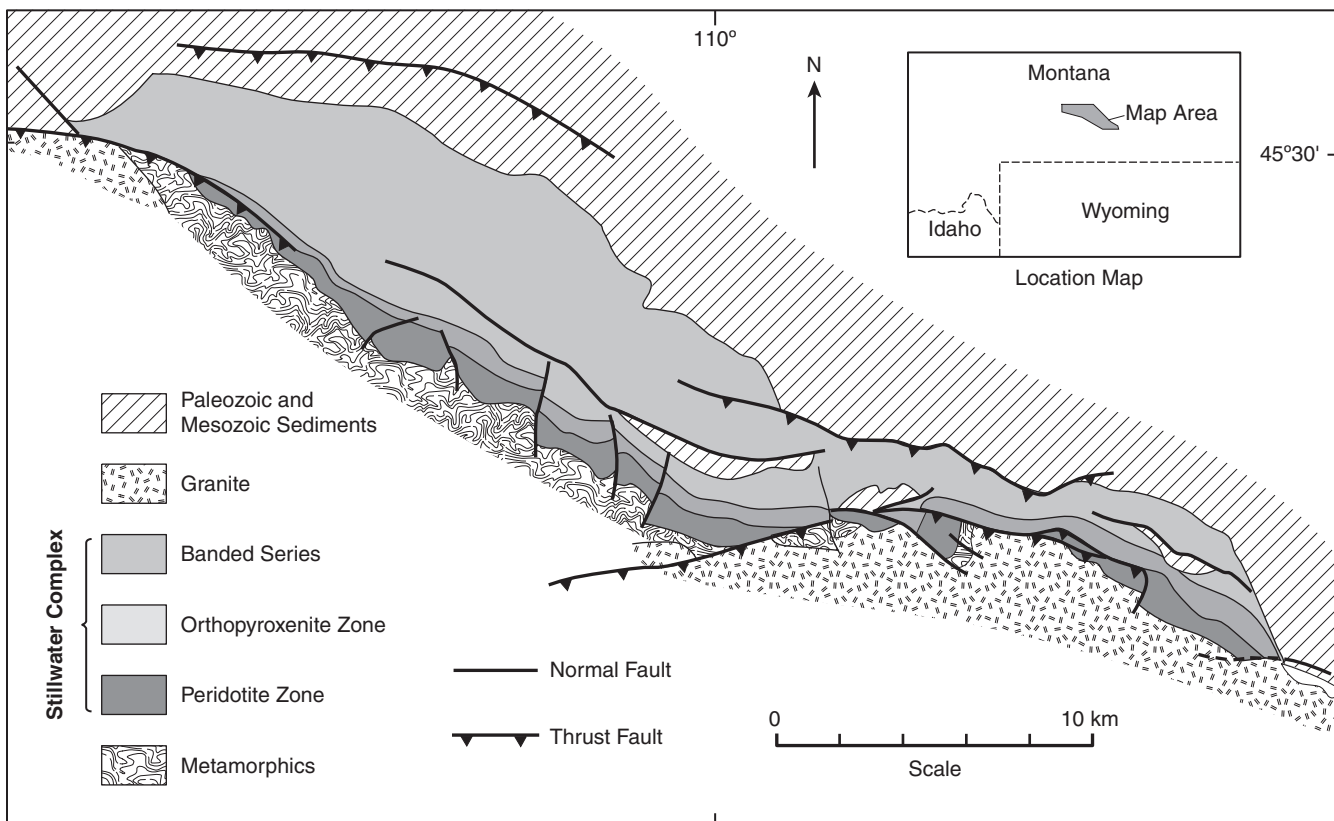 110º
N
Montana
Map Area
45º30'
Wyoming
Idaho
Location Map
Paleozoic and
Mesozoic Sediments
Granite
Stillwater Complex
Banded Series
Orthopyroxenite Zone
Peridotite Zone
Metamorphics
Normal Fault
Thrust Fault
0
10 km
Scale